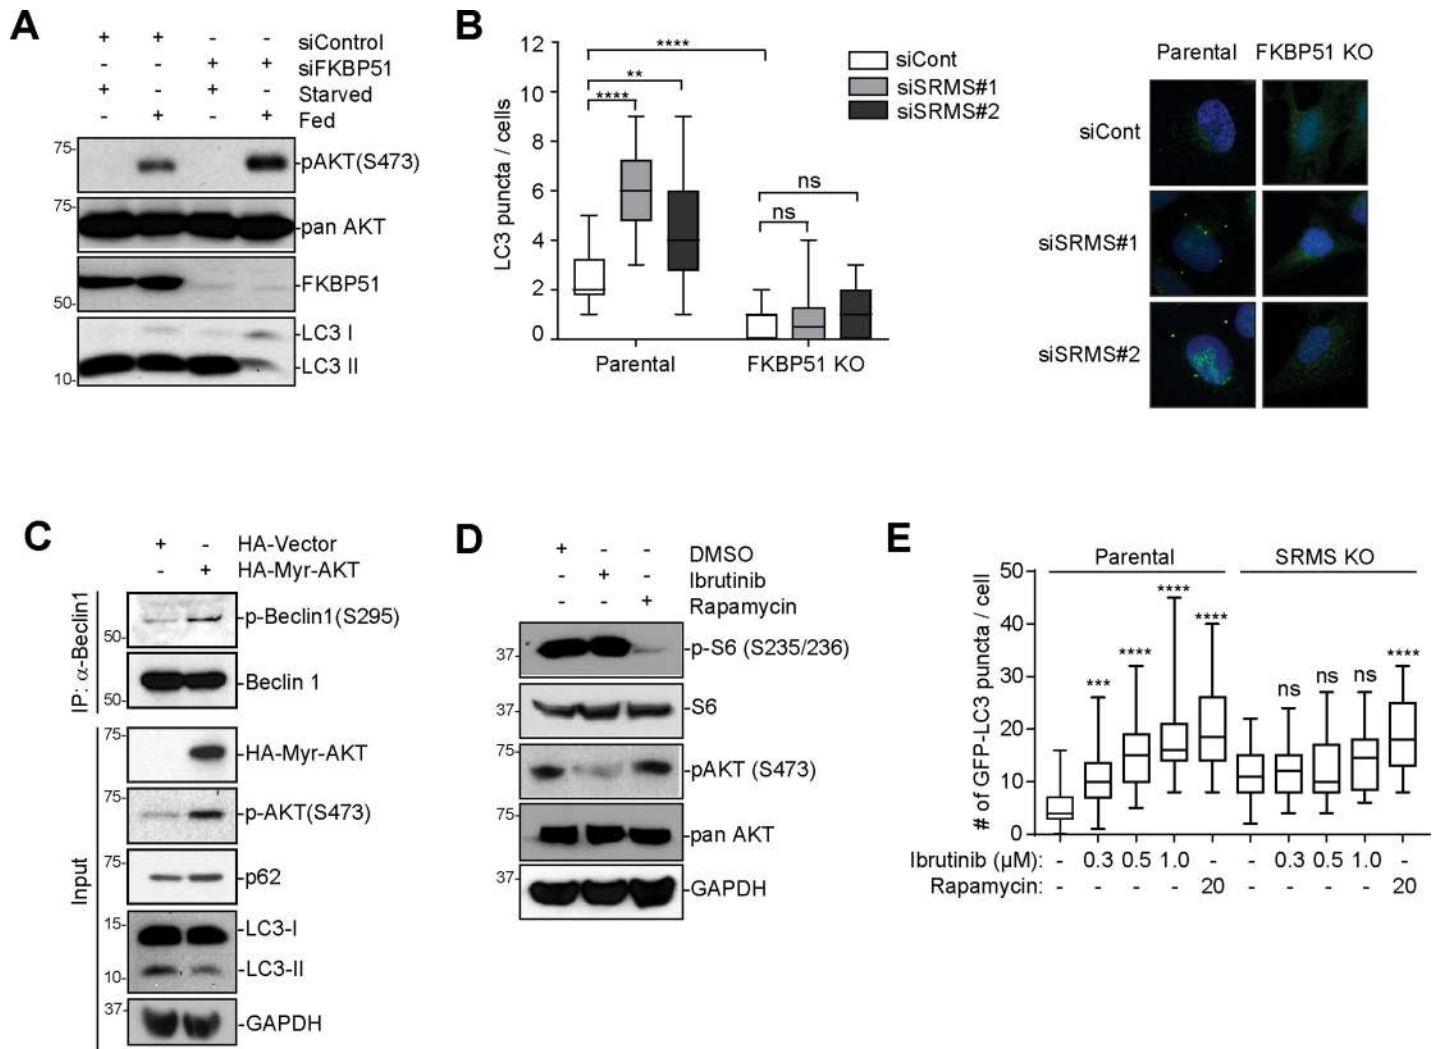 A
+ + - - siControl
- - + + siFKBP51
+ - + - Starved
- + - + Fed
75-
-pAKT(S473)
75-
-pan AKT
-FKBP51
50-
-LC3 I
-LC3 II
10-
B
LC3 puncta / cells
12
10
8
6
4
2
0
****
**
****
ns
ns
siCont
siSRMS#1
siSRMS#2
Parental
FKBP51 KO
Parental FKBP51 KO
siCont
siSRMS#1
siSRMS#2
C
+ - HA-Vector
- + HA-Myr-AKT
IP: α-Beclin1
-p-Beclin1(S295)
50-
-Beclin 1
50-
Input
75-
-HA-Myr-AKT
75-
-p-AKT(S473)
75-
-p62
15-
-LC3-I
-LC3-II
10-
37-
-GAPDH
D
+ - - DMSO
- + - Ibrutinib
- - + Rapamycin
37-
-p-S6 (S235/236)
37-
-S6
75-
-pAKT (S473)
75-
-pan AKT
37-
-GAPDH
E
Parental
SRMS KO
# of GFP-LC3 puncta / cell
50
40
30
20
10
0
*** **** **** **** ns ns ns ****
Ibrutinib (µM): - 0.3 0.5 1.0 - - 0.3 0.5 1.0 -
Rapamycin: - - - - 20 - - - - 20